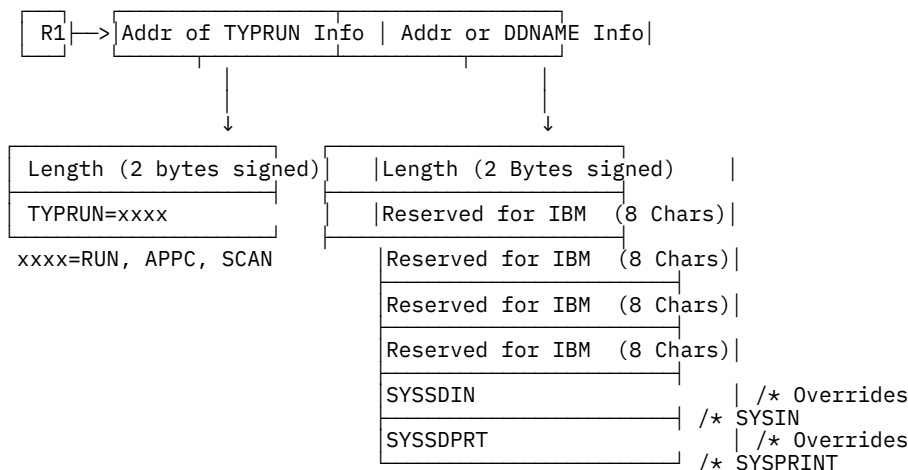 R1 Addr of TYPRUN Info | Addr or DDNAME Info
Length (2 bytes signed) Length (2 Bytes signed)
TYPRUN=xxxx Reserved for IBM (8 Chars)
xxxx=RUN, APPC, SCAN Reserved for IBM (8 Chars)
Reserved for IBM (8 Chars)
Reserved for IBM (8 Chars)
SYSSDIN /* Overrides
/* SYSIN
SYSSDPRT /* Overrides
/* SYSPRINT